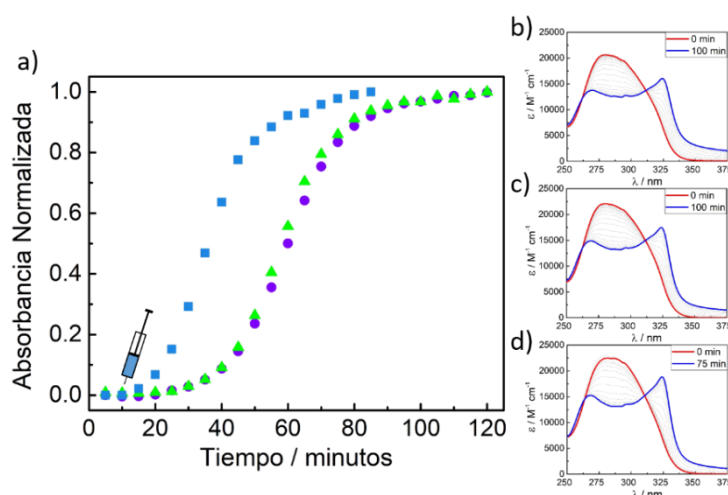 a)
Absorbancia Normalizada
1.0
0.8
0.6
0.4
0.2
0.0
0 20 40 60 80 100 120
Tiempo / minutos
b)
ε / M⁻¹ cm⁻¹
25000
20000
15000
10000
5000
0
0 min
100 min
250 275 300 325 350 375
λ / nm
c)
ε / M⁻¹ cm⁻¹
25000
20000
15000
10000
5000
0
0 min
100 min
250 275 300 325 350 375
λ / nm
d)
ε / M⁻¹ cm⁻¹
25000
20000
15000
10000
5000
0
0 min
75 min
250 275 300 325 350 375
λ / nm